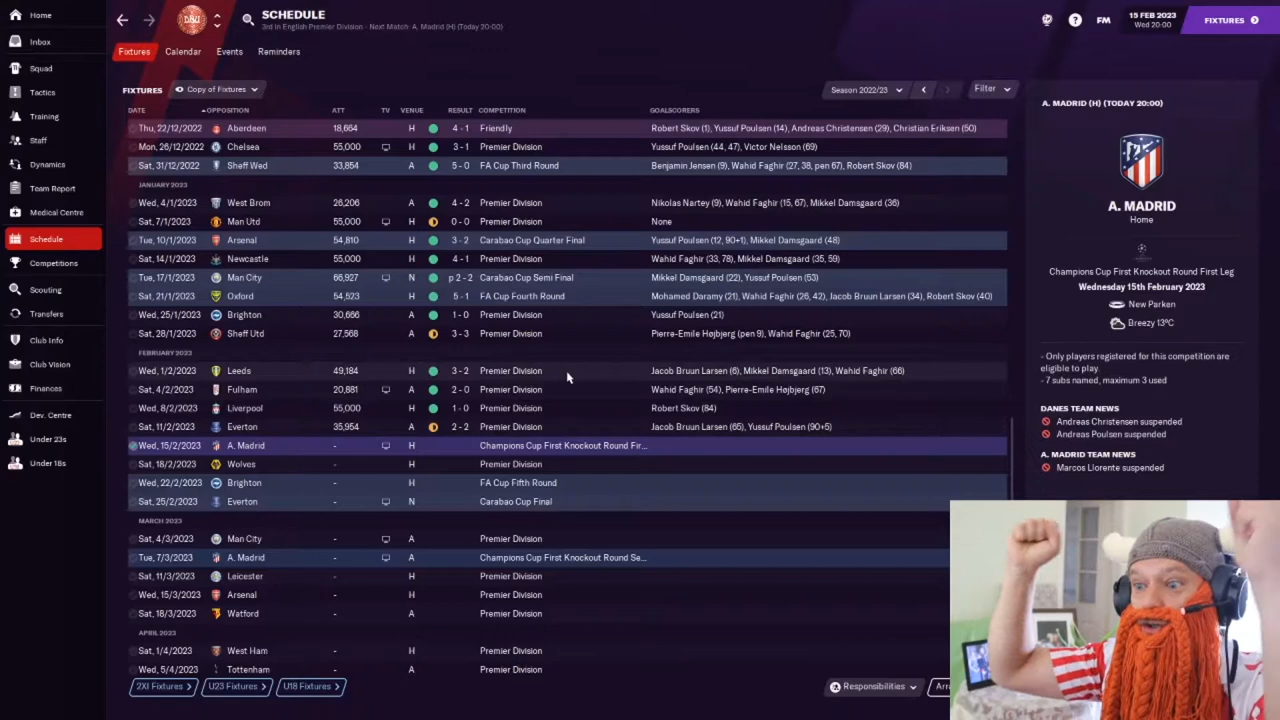 Home
Inbox
Squad
Tactics
Training
Staff
Dynamics
Team Report
Medical Centre
Schedule
Competitions
Scouting
Transfers
Club Info
Club Vision
Finances
Dev. Centre
Under 23s
Under 18s
DBU
SCHEDULE
3rd in English Premier Division - Next Match: A. Madrid (H) (Today 20:00)
? FM 15 FEB 2023 Wed 20:00 FIXTURES
Fixtures Calendar Events Reminders
FIXTURES Copy of Fixtures Season 2022/23 Filter
DATE OPPOSITION ATT TV VENUE RESULT COMPETITION GOALSCORERS
Thu, 22/12/2022 Aberdeen 18,664 H 4 - 1 Friendly Robert Skov (1), Yussuf Poulsen (14), Andreas Christensen (29), Christian Eriksen (50)
Mon, 26/12/2022 Chelsea 55,000 H 3 - 1 Premier Division Yussuf Poulsen (44, 47), Victor Nelsson (69)
Sat, 31/12/2022 Sheff Wed 33,854 A 5 - 0 FA Cup Third Round Benjamin Jensen (9), Wahid Faghir (27, 38, pen 67), Robert Skov (84)
JANUARY 2023
Wed, 4/1/2023 West Brom 26,206 A 4 - 2 Premier Division Nikolas Nartey (9), Wahid Faghir (15, 67), Mikkel Damsgaard (36)
Sat, 7/1/2023 Man Utd 55,000 H 0 - 0 Premier Division None
Tue, 10/1/2023 Arsenal 54,810 H 3 - 2 Carabao Cup Quarter Final Yussuf Poulsen (12, 90+1), Mikkel Damsgaard (48)
Sat, 14/1/2023 Newcastle 55,000 H 4 - 1 Premier Division Wahid Faghir (33, 78), Mikkel Damsgaard (35, 59)
Tue, 17/1/2023 Man City 66,927 N p 2 - 2 Carabao Cup Semi Final Mikkel Damsgaard (22), Yussuf Poulsen (53)
Sat, 21/1/2023 Oxford 54,523 H 5 - 1 FA Cup Fourth Round Mohamed Daramy (21), Wahid Faghir (26, 42), Jacob Bruun Larsen (34), Robert Skov (40)
Wed, 25/1/2023 Brighton 30,666 A 1 - 0 Premier Division Yussuf Poulsen (21)
Sat, 28/1/2023 Sheff Utd 27,568 A 3 - 3 Premier Division Pierre-Emile Højbjerg (pen 9), Wahid Faghir (25, 70)
FEBRUARY 2023
Wed, 1/2/2023 Leeds 49,184 H 3 - 2 Premier Division Jacob Bruun Larsen (6), Mikkel Damsgaard (13), Wahid Faghir (66)
Sat, 4/2/2023 Fulham 20,881 A 2 - 0 Premier Division Wahid Faghir (54), Pierre-Emile Højbjerg (67)
Wed, 8/2/2023 Liverpool 55,000 H 1 - 0 Premier Division Robert Skov (84)
Sat, 11/2/2023 Everton 35,954 A 2 - 2 Premier Division Jacob Bruun Larsen (65), Yussuf Poulsen (90+5)
Wed, 15/2/2023 A. Madrid - H - Champions Cup First Knockout Round Fir...
Sat, 18/2/2023 Wolves - H - Premier Division
Wed, 22/2/2023 Brighton - H - FA Cup Fifth Round
Sat, 25/2/2023 Everton - N - Carabao Cup Final
MARCH 2023
Sat, 4/3/2023 Man City - A - Premier Division
Tue, 7/3/2023 A. Madrid - A - Champions Cup First Knockout Round Se...
Sat, 11/3/2023 Leicester - H - Premier Division
Wed, 15/3/2023 Arsenal - H - Premier Division
Sat, 18/3/2023 Watford - A - Premier Division
APRIL 2023
Sat, 1/4/2023 West Ham - H - Premier Division
Wed, 5/4/2023 Tottenham - A - Premier Division
2XI Fixtures U23 Fixtures U18 Fixtures Responsibilities
A. MADRID (H) (TODAY 20:00)
A. MADRID
Home
Champions Cup First Knockout Round First Leg
Wednesday 15th February 2023
New Parken
Breezy 13°C
- Only players registered for this competition are
eligible to play.
- 7 subs named, maximum 3 used
DANES TEAM NEWS
Andreas Christensen suspended
Andreas Poulsen suspended
A. MADRID TEAM NEWS
Marcos Llorente suspended